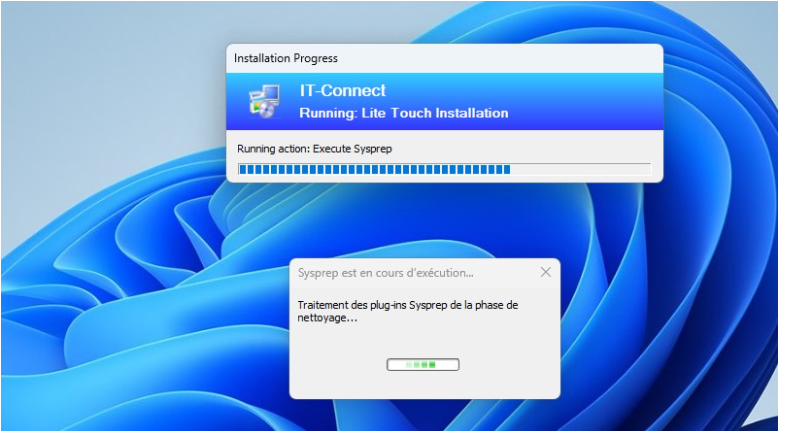 Installation Progress
IT-Connect
Running: Lite Touch Installation
Running action: Execute Sysprep
Sysprep est en cours d'exécution...
Traitement des plug-ins Sysprep de la phase de
nettoyage...